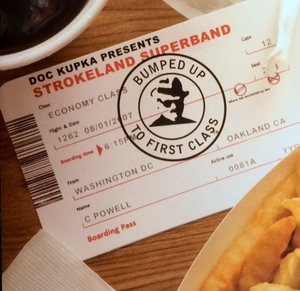 DOC KUPKA PRESENTS
STROKELAND SUPERBAND
Class
ECONOMY CLASS
Gate
12
Flight & Date
1262 08/01/2007
Seat
Boarding time 6.15PM
BUMPED UP
TO FIRST CLASS
From
WASHINGTON DC
OAKLAND CA
Name
C POWELL
Airline use
0081A
Boarding Pass